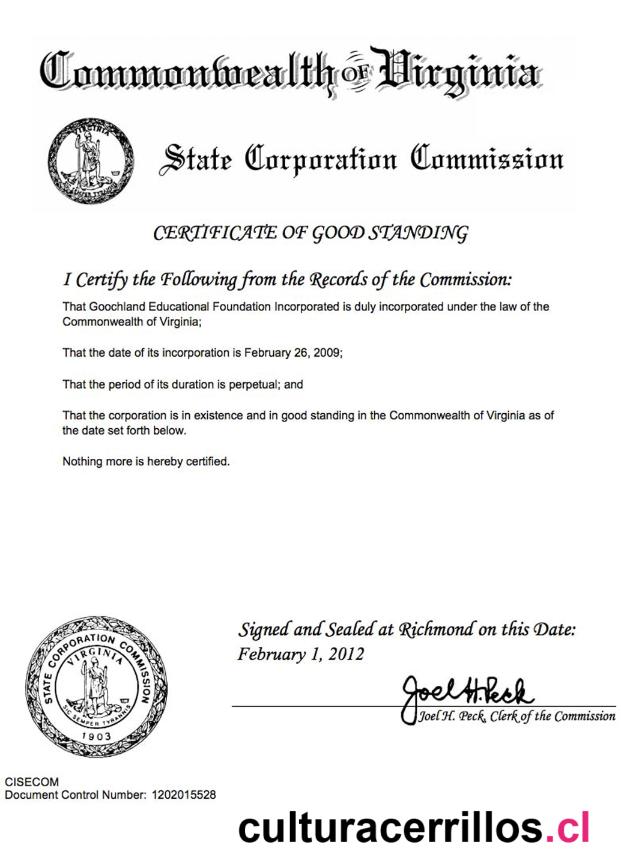 Commonwealth OF Virginia
VIRGINIA
SIC SEMPER TYRANNIS
State Corporation Commission
CERTIFICATE OF GOOD STANDING
I Certify the Following from the Records of the Commission:
That Goochland Educational Foundation Incorporated is duly incorporated under the law of the
Commonwealth of Virginia;
That the date of its incorporation is February 26, 2009;
That the period of its duration is perpetual; and
That the corporation is in existence and in good standing in the Commonwealth of Virginia as of
the date set forth below.
Nothing more is hereby certified.
STATE CORPORATION COMMISSION
VIRGINIA
SIC SEMPER TYRANNIS
1903
Signed and Sealed at Richmond on this Date:
February 1, 2012
Joel H. Peck
Joel H. Peck, Clerk of the Commission
CISECOM
Document Control Number: 1202015528
culturacerrillos.cl